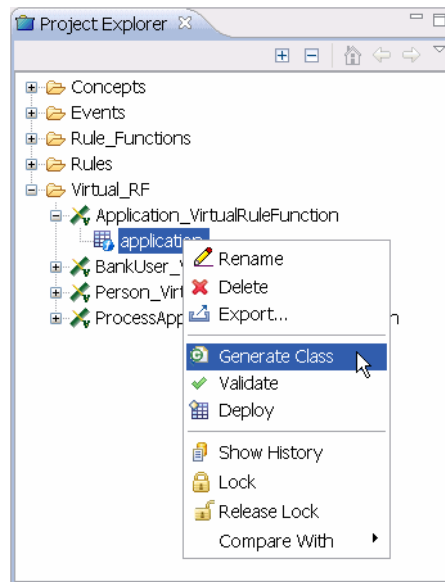 Project Explorer
Concepts
Events
Rule_Functions
Rules
Virtual_RF
Application_VirtualRuleFunction
application
BankUser_V
Person_Virt
ProcessApp n
Rename
Delete
Export...
Generate Class
Validate
Deploy
Show History
Lock
Release Lock
Compare With